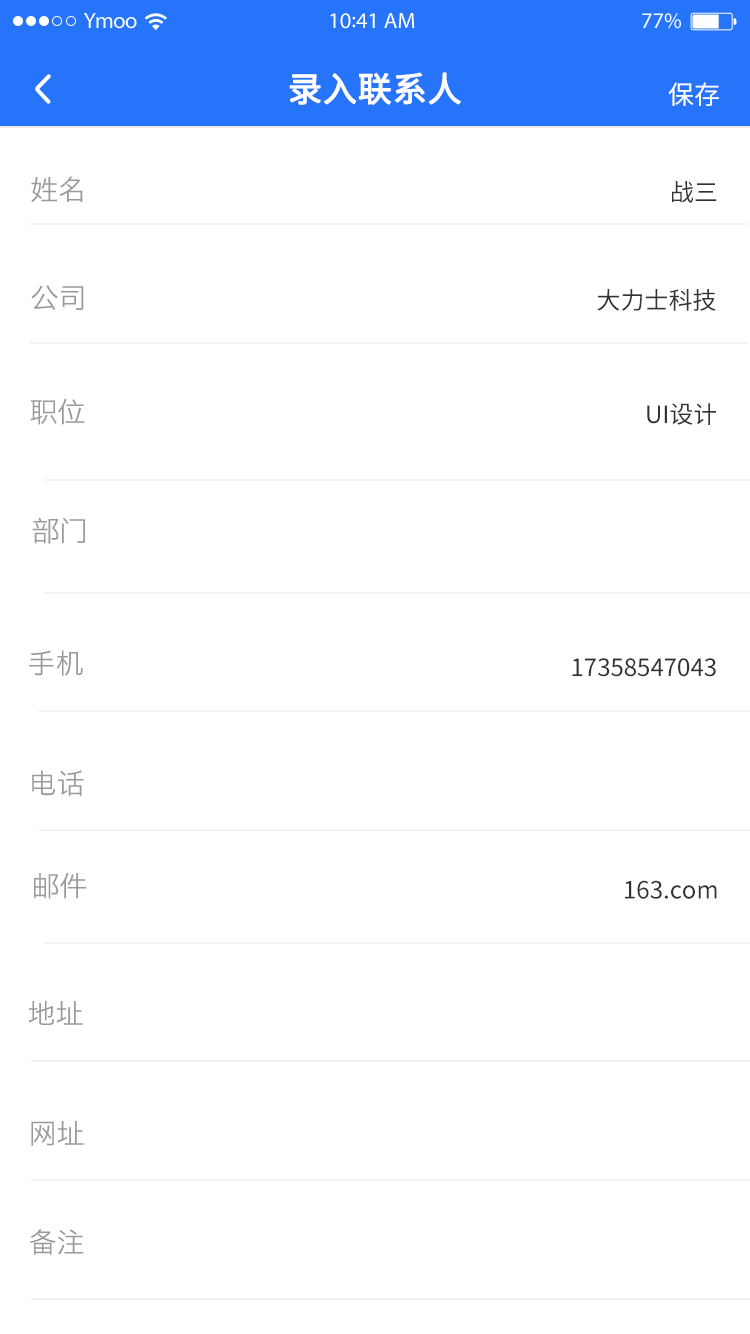 Ymoo 10:41 AM 77%
录入联系人 保存
姓名 战三
公司 大力士科技
职位 UI设计
部门
手机 17358547043
电话
邮件 163.com
地址
网址
备注